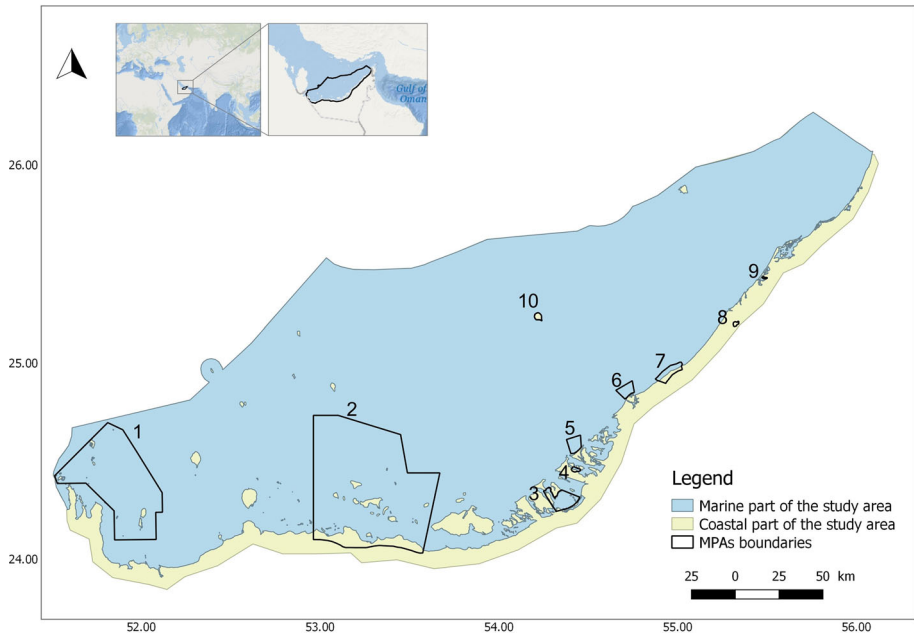 Gulf of
Oman
26.00
25.00
24.00
10
9
8
7
6
5
4
3
2
1
Legend
Marine part of the study area
Coastal part of the study area
MPAs boundaries
25 0 25 50 km
52.00 53.00 54.00 55.00 56.00